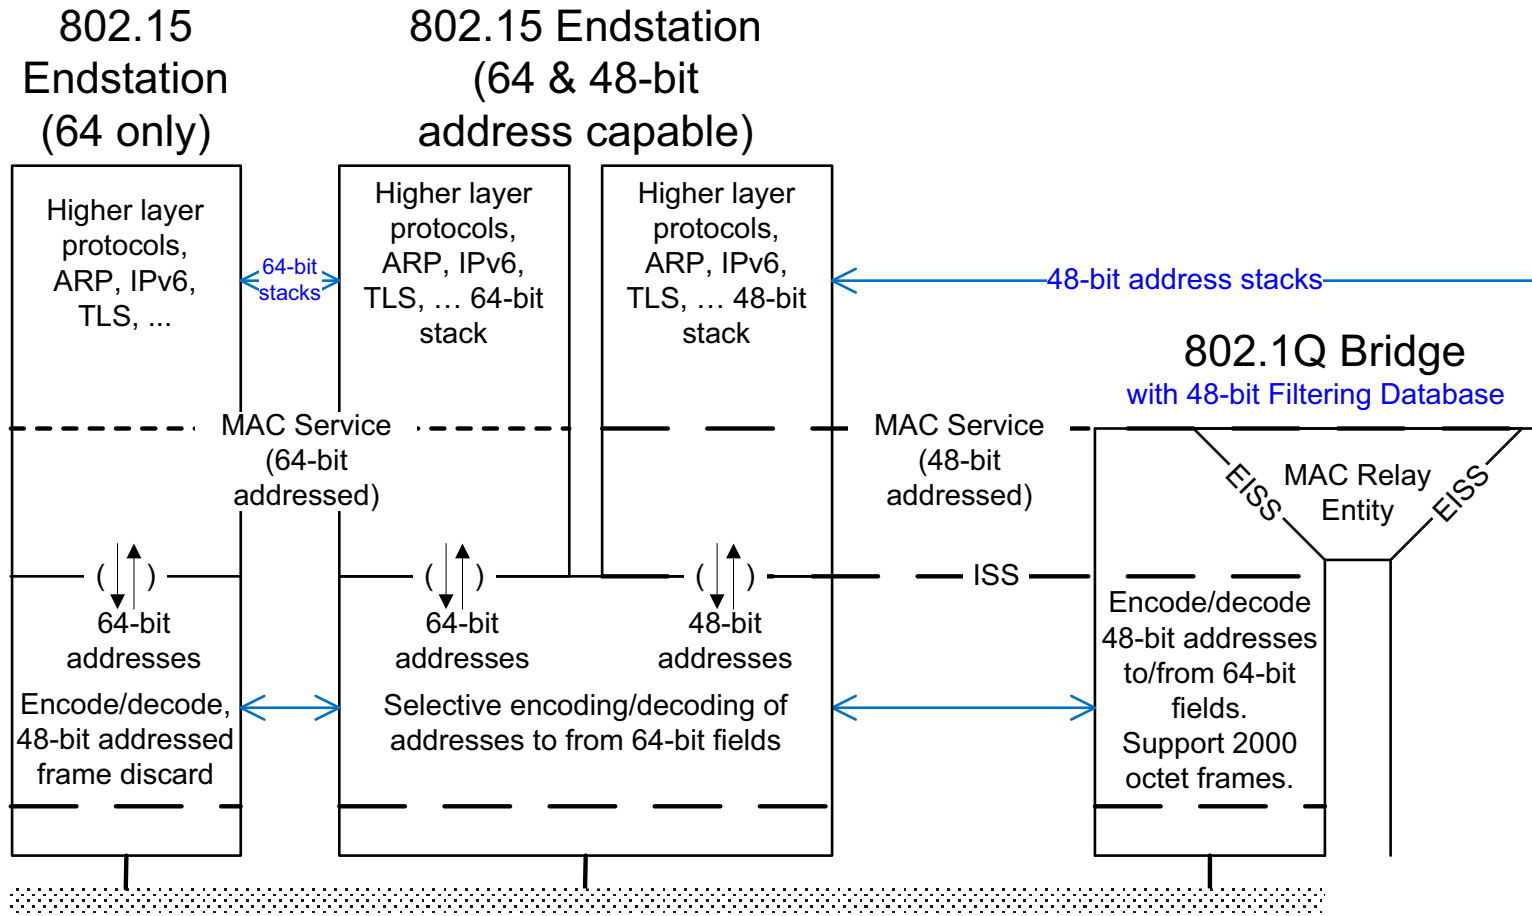 802.15
Endstation
(64 only)
802.15 Endstation
(64 & 48-bit
address capable)
Higher layer
protocols,
ARP, IPv6,
TLS, ...
64-bit
stacks
Higher layer
protocols,
ARP, IPv6,
TLS, … 64-bit
stack
Higher layer
protocols,
ARP, IPv6,
TLS, … 48-bit
stack
48-bit address stacks
802.1Q Bridge
with 48-bit Filtering Database
MAC Service
(64-bit
addressed)
MAC Service
(48-bit
addressed)
EISS
MAC Relay
Entity
EISS
( )
64-bit
addresses
( )
64-bit
addresses
( )
48-bit
addresses
ISS
Encode/decode,
48-bit addressed
frame discard
Selective encoding/decoding of
addresses to from 64-bit fields
Encode/decode
48-bit addresses
to/from 64-bit
fields.
Support 2000
octet frames.